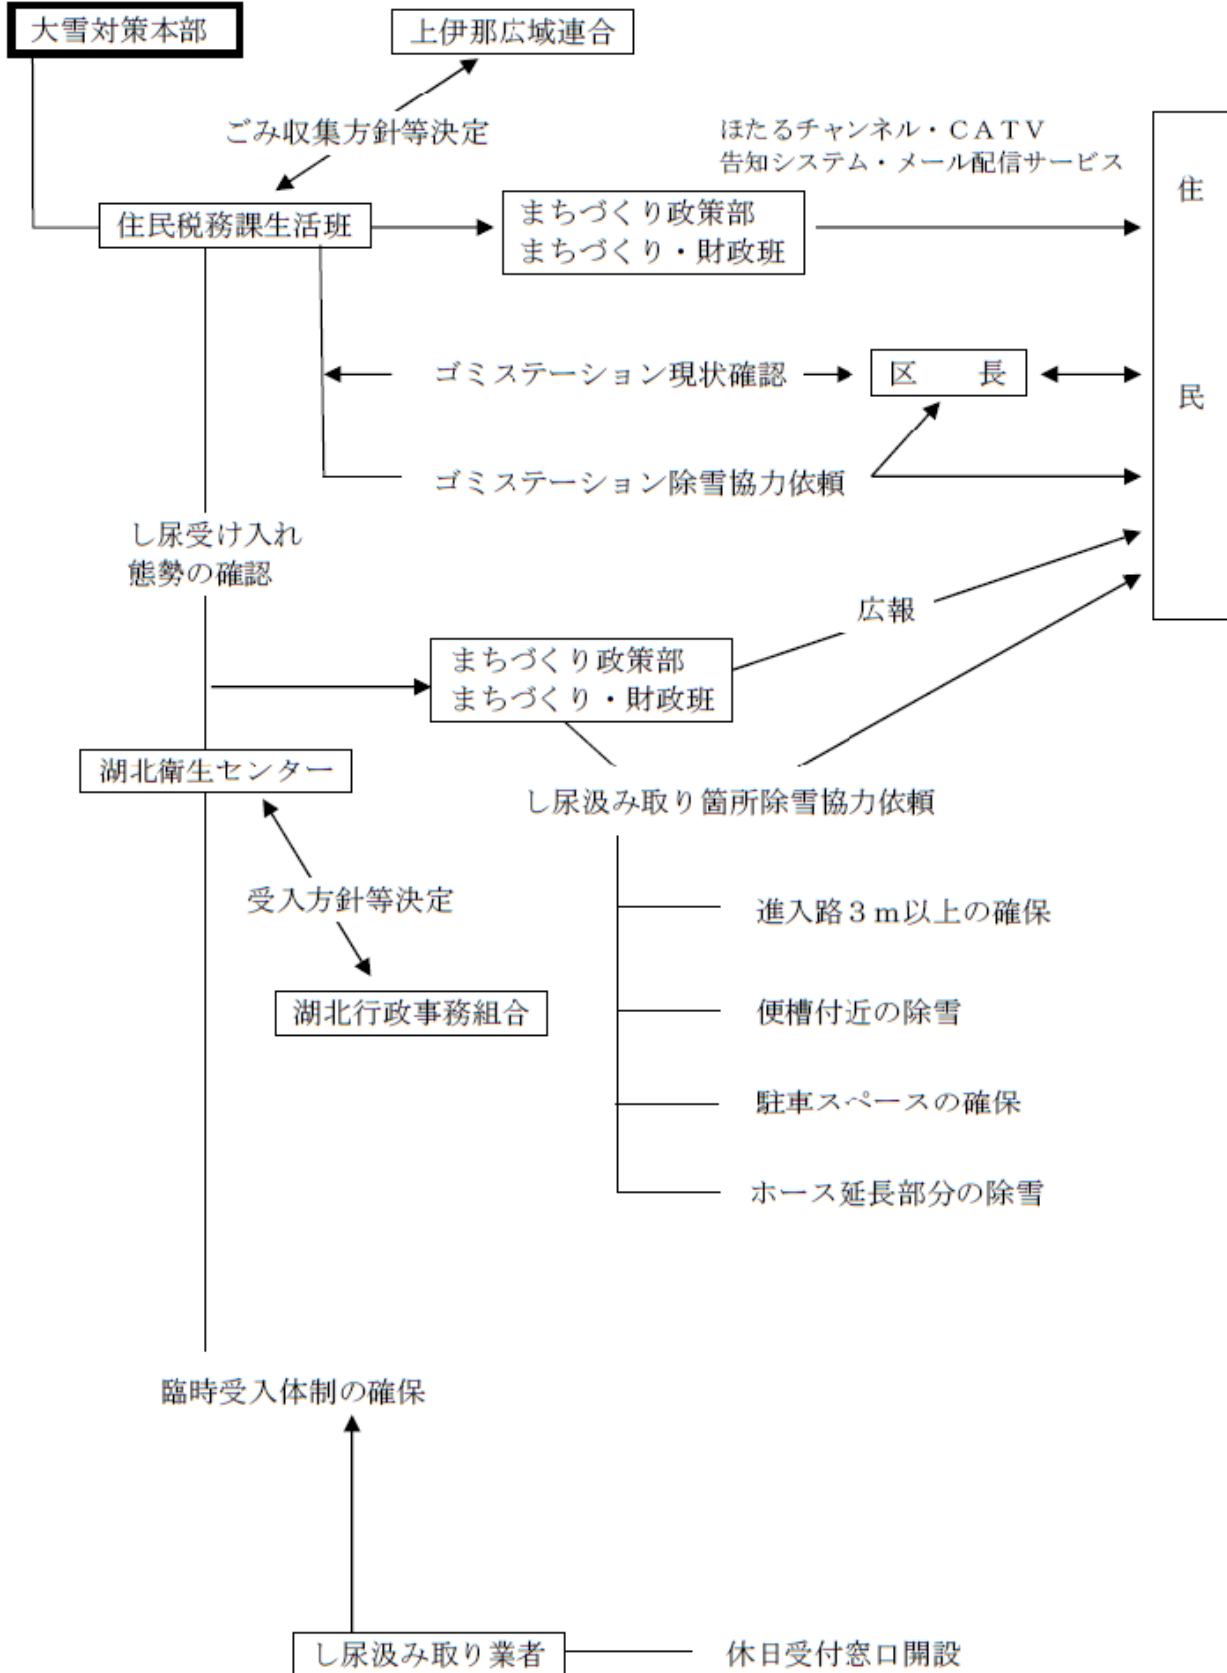 大雪対策本部
上伊那広域連合
ごみ収集方針等決定
ほたるチャンネル・ＣＡＴＶ
告知システム・メール配信サービス
住民
住民税務課生活班
まちづくり政策部
まちづくり・財政班
ゴミステーション現状確認
区　長
ゴミステーション除雪協力依頼
し尿受け入れ
態勢の確認
広報
まちづくり政策部
まちづくり・財政班
湖北衛生センター
し尿汲み取り箇所除雪協力依頼
受入方針等決定
進入路３ｍ以上の確保
湖北行政事務組合
便槽付近の除雪
駐車スペースの確保
ホース延長部分の除雪
臨時受入体制の確保
し尿汲み取り業者
休日受付窓口開設